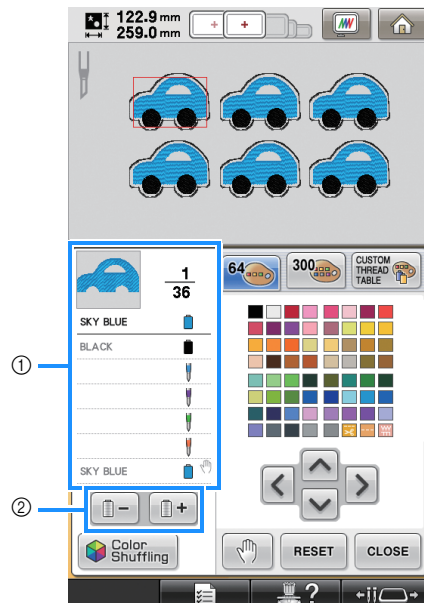 122.9 mm
259.0 mm
1
36
64
300
CUSTOM
THREAD
TABLE
SKY BLUE
BLACK
①
SKY BLUE
②
−
+
Color
Shuffling
RESET
CLOSE
?